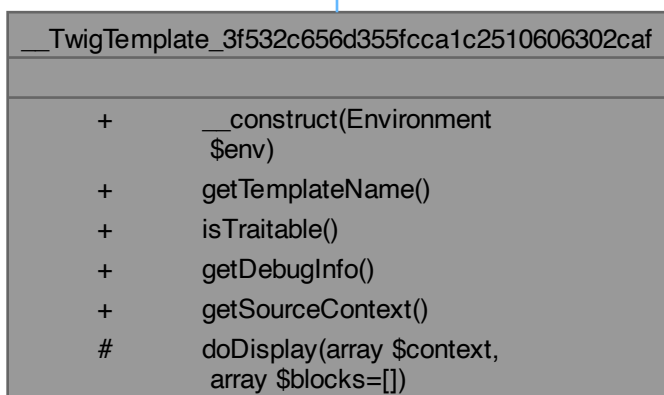 __TwigTemplate_3f532c656d355fcca1c2510606302caf
+ __construct(Environment
$env)
+ getTemplateName()
+ isTraitable()
+ getDebugInfo()
+ getSourceContext()
# doDisplay(array $context,
array $blocks=[])